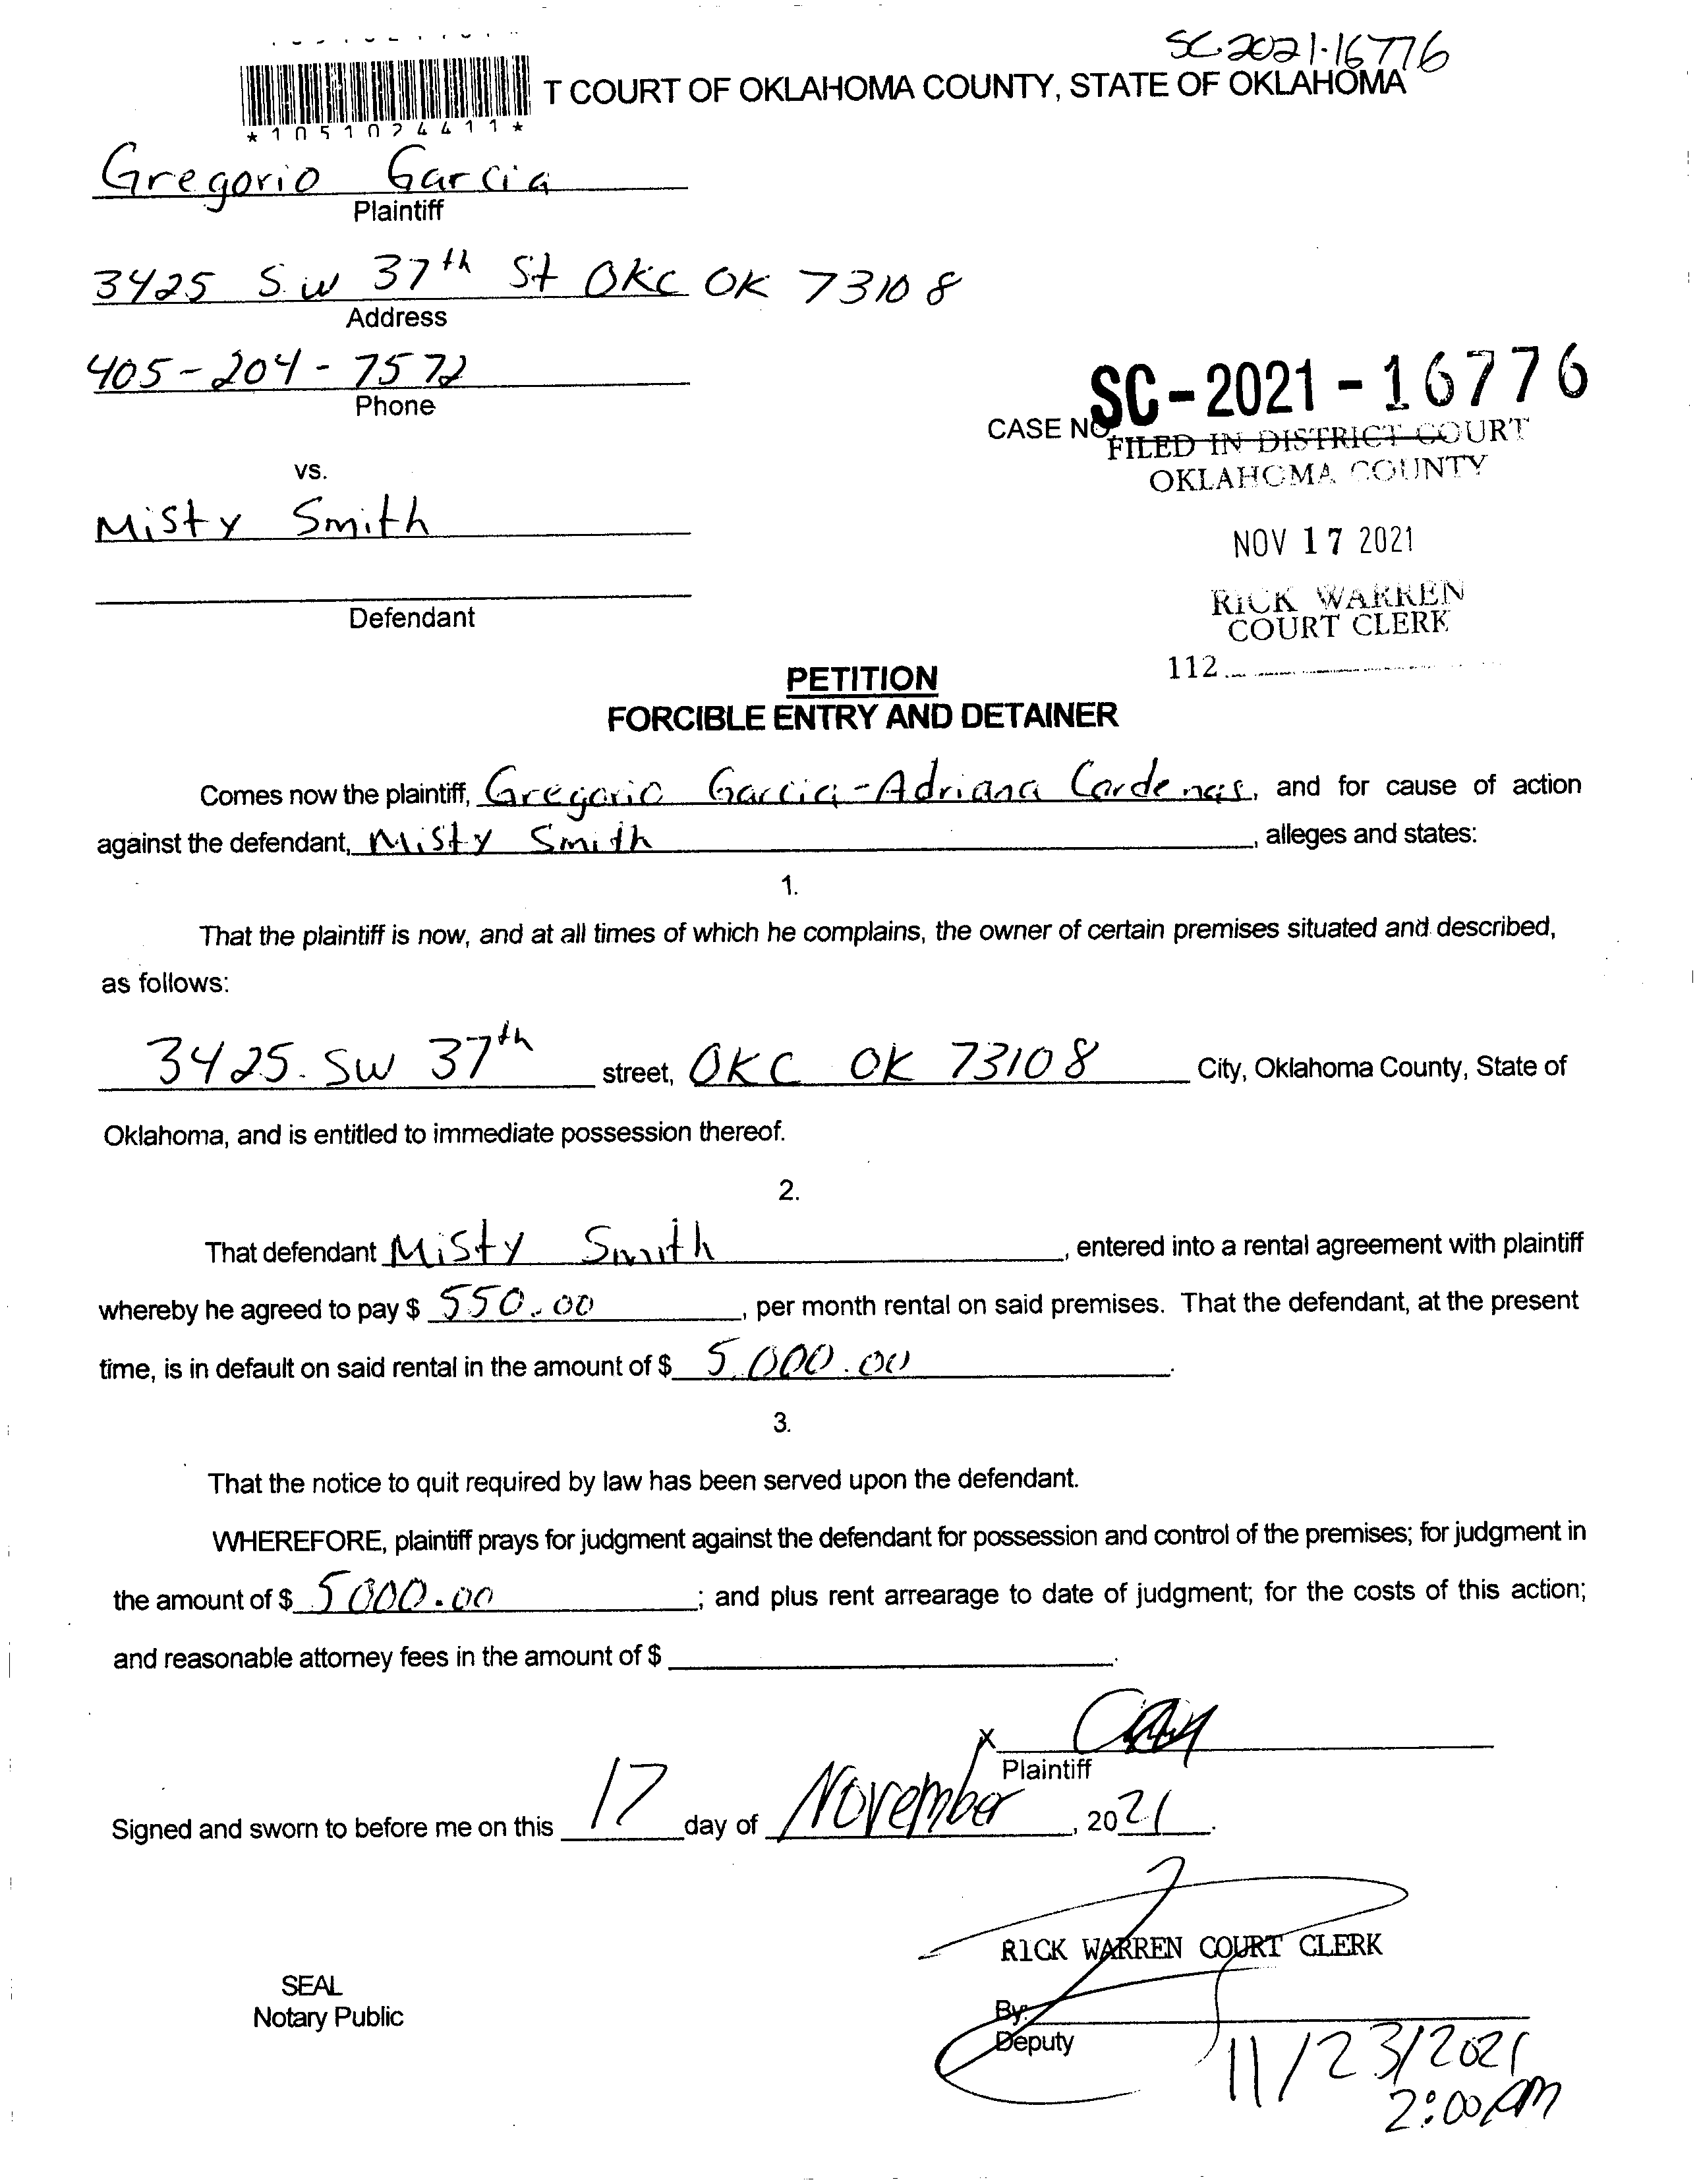 SC-2021-16776
T COURT OF OKLAHOMA COUNTY, STATE OF OKLAHOMA
*1051024411*
Gregorio Garcia
Plaintiff
3425 SW 37th St OKC OK 73108
Address
405-204-7572
Phone
SC-2021-16776
CASE NO.
FILED IN DISTRICT COURT
OKLAHOMA COUNTY
vs.
Misty Smith
NOV 17 2021
RICK WARREN
COURT CLERK
Defendant
112
PETITION
FORCIBLE ENTRY AND DETAINER
Comes now the plaintiff, Gregorio Garcia-Adriana Cardenas, and for cause of action
against the defendant, Misty Smith, alleges and states:
1.
That the plaintiff is now, and at all times of which he complains, the owner of certain premises situated and described,
as follows:
3425 SW 37th street, OKC OK 73108 City, Oklahoma County, State of
Oklahoma, and is entitled to immediate possession thereof.
2.
That defendant Misty Smith, entered into a rental agreement with plaintiff
whereby he agreed to pay $ 550.00, per month rental on said premises. That the defendant, at the present
time, is in default on said rental in the amount of $ 5,000.00.
3.
That the notice to quit required by law has been served upon the defendant.
WHEREFORE, plaintiff prays for judgment against the defendant for possession and control of the premises; for judgment in
the amount of $ 5000.00; and plus rent arrearage to date of judgment; for the costs of this action;
and reasonable attorney fees in the amount of $ .
X
Plaintiff
Signed and sworn to before me on this 17 day of November, 2021.
RICK WARREN COURT CLERK
SEAL
Notary Public
By:
Deputy
11/23/2021
2:00 PM